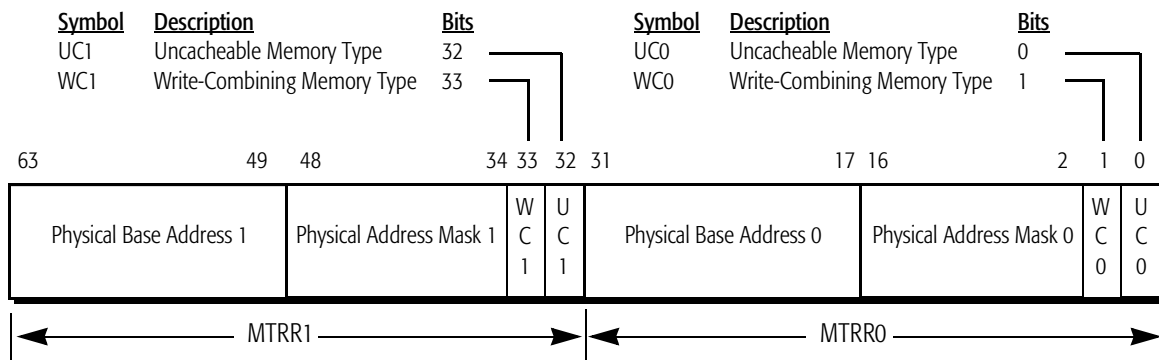 Symbol Description Bits Symbol Description Bits
UC1 Uncacheable Memory Type 32 UC0 Uncacheable Memory Type 0
WC1 Write-Combining Memory Type 33 WC0 Write-Combining Memory Type 1
63 49 48 34 33 32 31 17 16 2 1 0
Physical Base Address 1 Physical Address Mask 1 W C 1 U C 1 Physical Base Address 0 Physical Address Mask 0 W C 0 U C 0
MTRR1 MTRR0